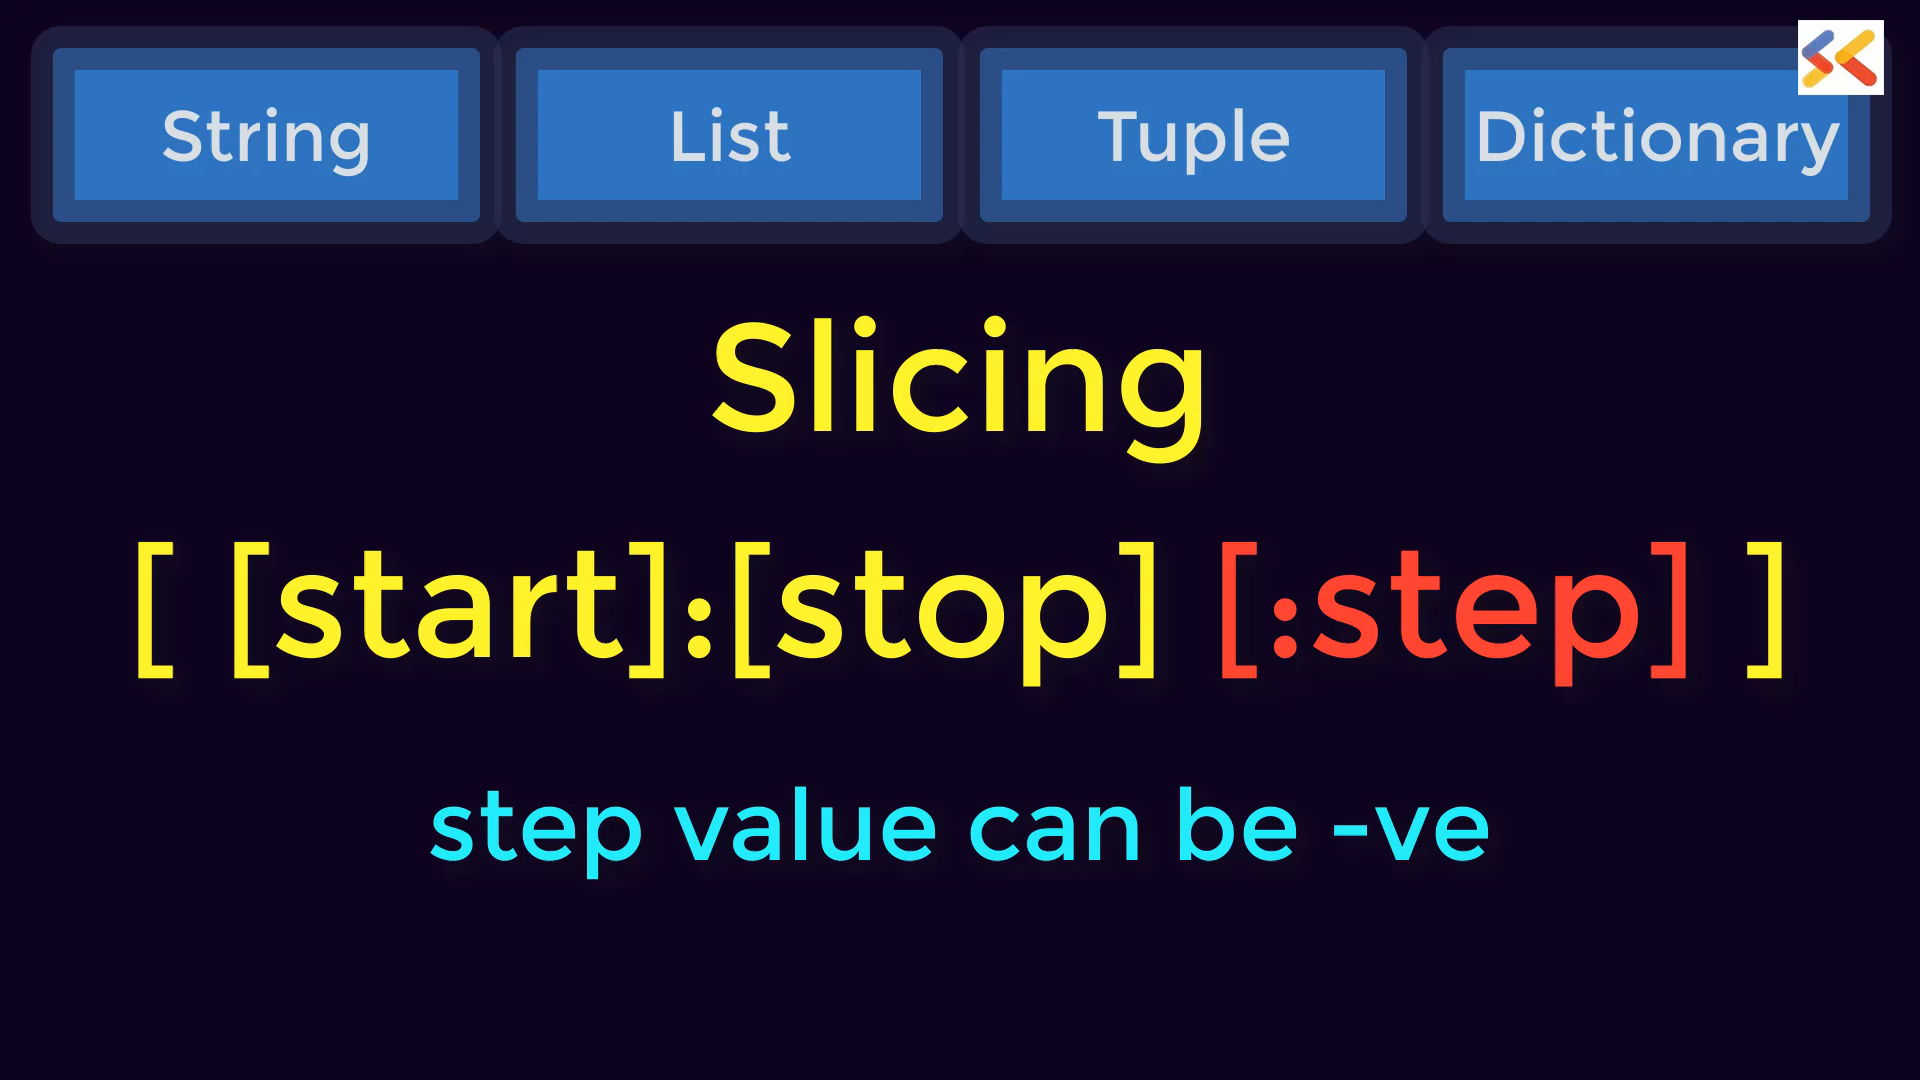 String List Tuple Dictionary
Slicing
[ [start]:[stop] [:step] ]
step value can be -ve